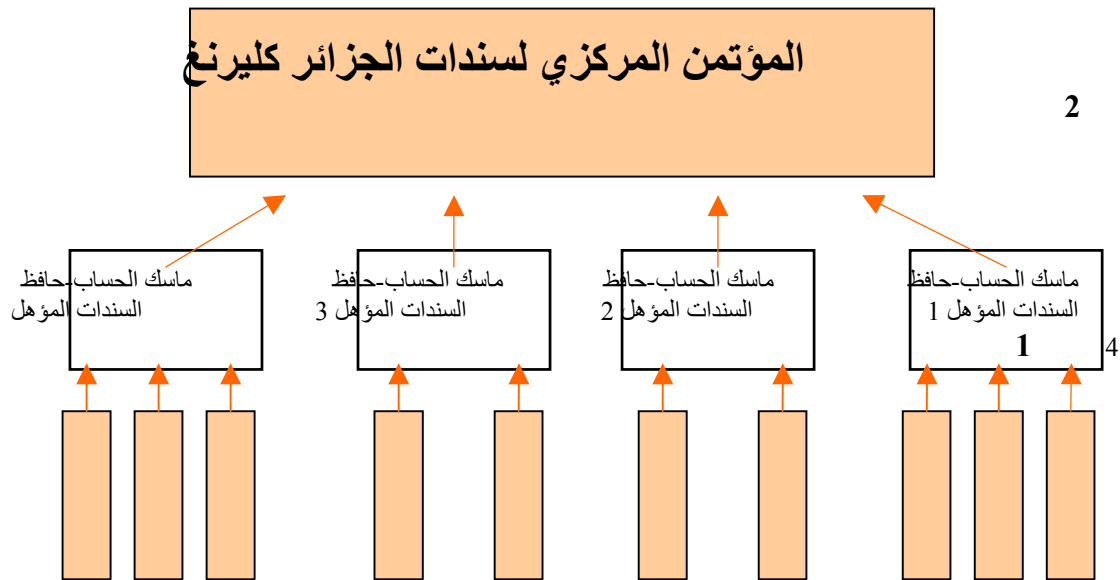 المؤتمن المركزي لسندات الجزائر كليرنغ
2
ماسك الحساب-حافظ
السندات المؤهل 1
1
4
ماسك الحساب-حافظ
السندات المؤهل 2
ماسك الحساب-حافظ
السندات المؤهل 3
ماسك الحساب-حافظ
السندات المؤهل